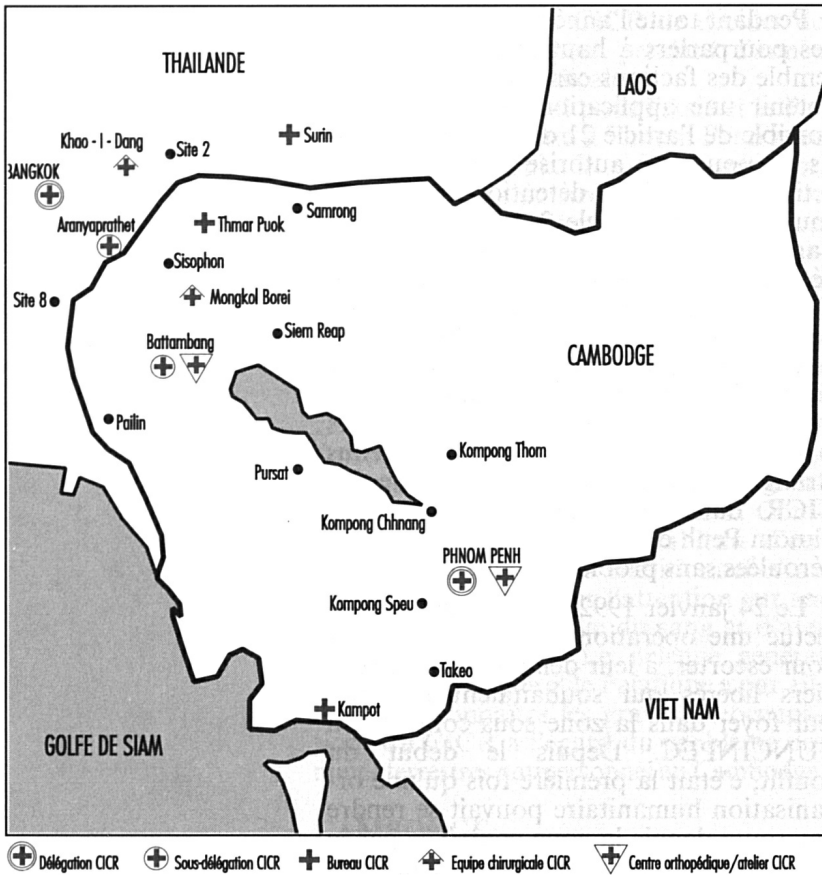 THAILANDE
LAOS
Khao - I - Dang
Site 2
Surin
BANGKOK
Aranyaprathet
Thmar Puok
Samrong
Sisophon
Site 8
Mongkol Borei
Siem Reap
Battambang
CAMBODGE
Pailin
Kompong Thom
Pursat
Kompong Chhnang
PHNOM PENH
Kompong Speu
Takeo
Kampot
VIET NAM
GOLFE DE SIAM
Délégation CICR Sous-délégation CICR Bureau CICR Equipe chirurgicale CICR Centre orthopédique/atelier CICR